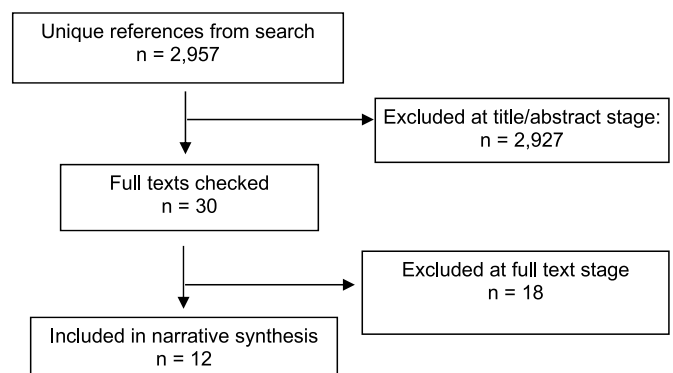 Unique references from search
n = 2,957
Excluded at title/abstract stage:
n = 2,927
Full texts checked
n = 30
Excluded at full text stage
n = 18
Included in narrative synthesis
n = 12